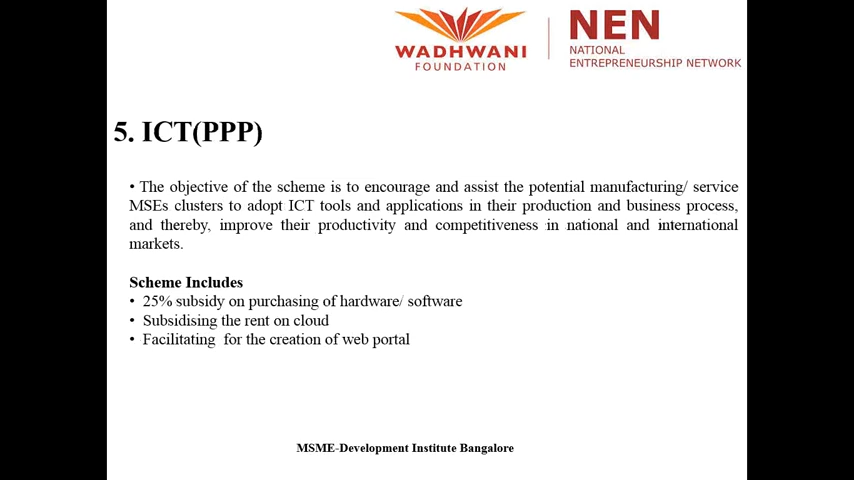 WADHWANI
FOUNDATION
NEN
NATIONAL
ENTREPRENEURSHIP NETWORK
5. ICT(PPP)
• The objective of the scheme is to encourage and assist the potential manufacturing/ service
MSEs clusters to adopt ICT tools and applications in their production and business process,
and thereby, improve their productivity and competitiveness in national and international
markets.
Scheme Includes
• 25% subsidy on purchasing of hardware/ software
• Subsidising the rent on cloud
• Facilitating for the creation of web portal
MSME-Development Institute Bangalore